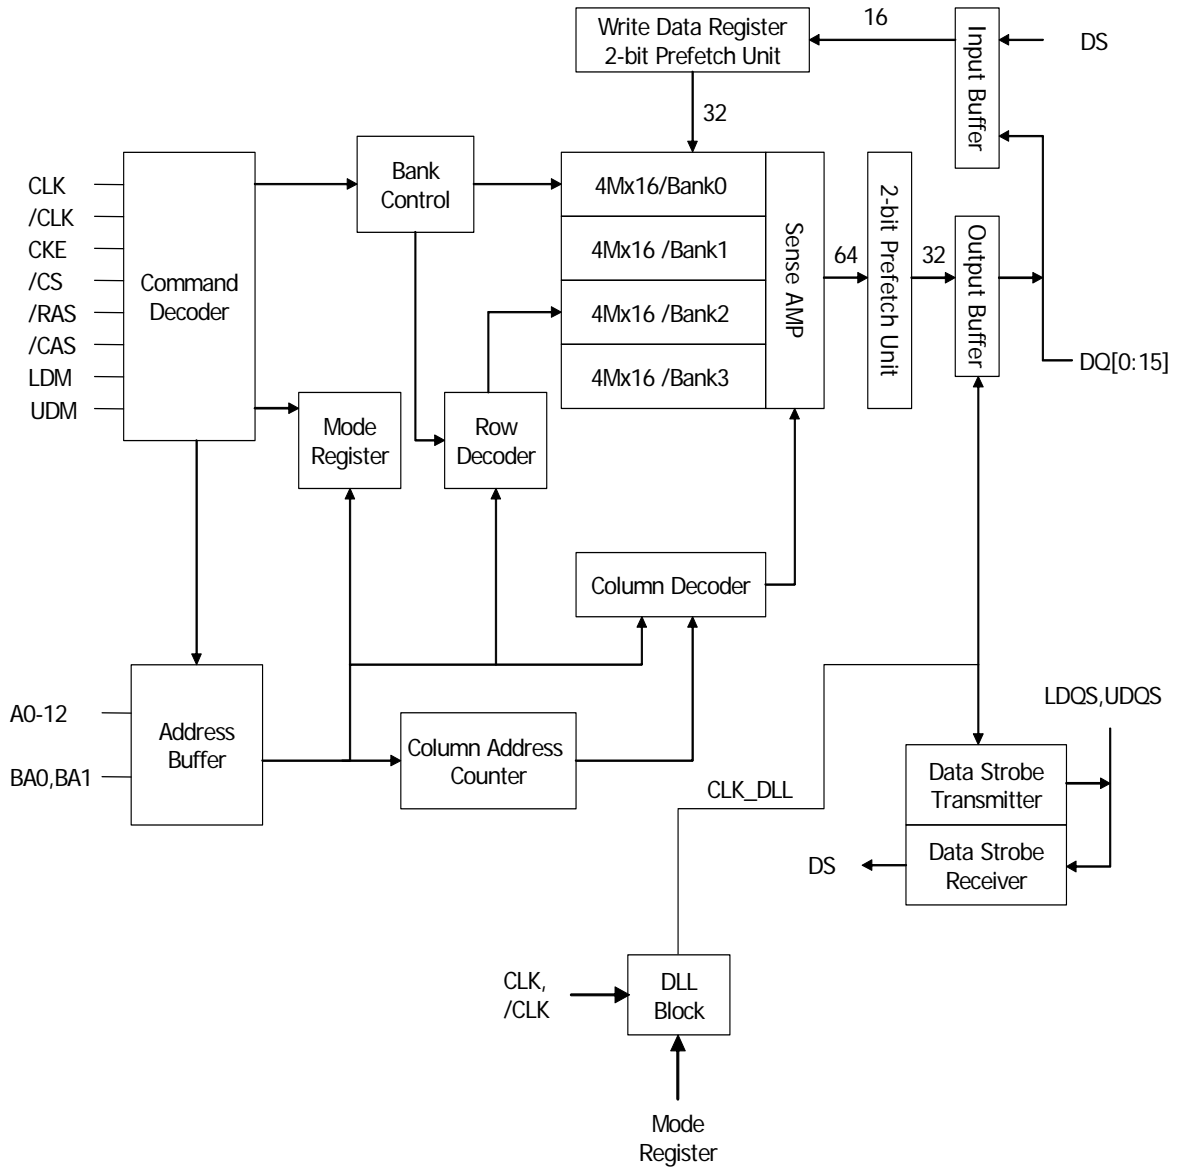 Write Data Register
2-bit Prefetch Unit
16
Input Buffer
DS
32
CLK
/CLK
CKE
/CS
/RAS
/CAS
LDM
UDM
Command
Decoder
Bank
Control
4Mx16/Bank0
4Mx16 /Bank1
4Mx16 /Bank2
4Mx16 /Bank3
Sense AMP
64
2-bit Prefetch Unit
32
Output Buffer
DQ[0:15]
Mode
Register
Row
Decoder
Column Decoder
A0-12
BA0,BA1
Address
Buffer
Column Address
Counter
LDQS,UDQS
CLK_DLL
Data Strobe
Transmitter
Data Strobe
Receiver
DS
CLK,
/CLK
DLL
Block
Mode
Register